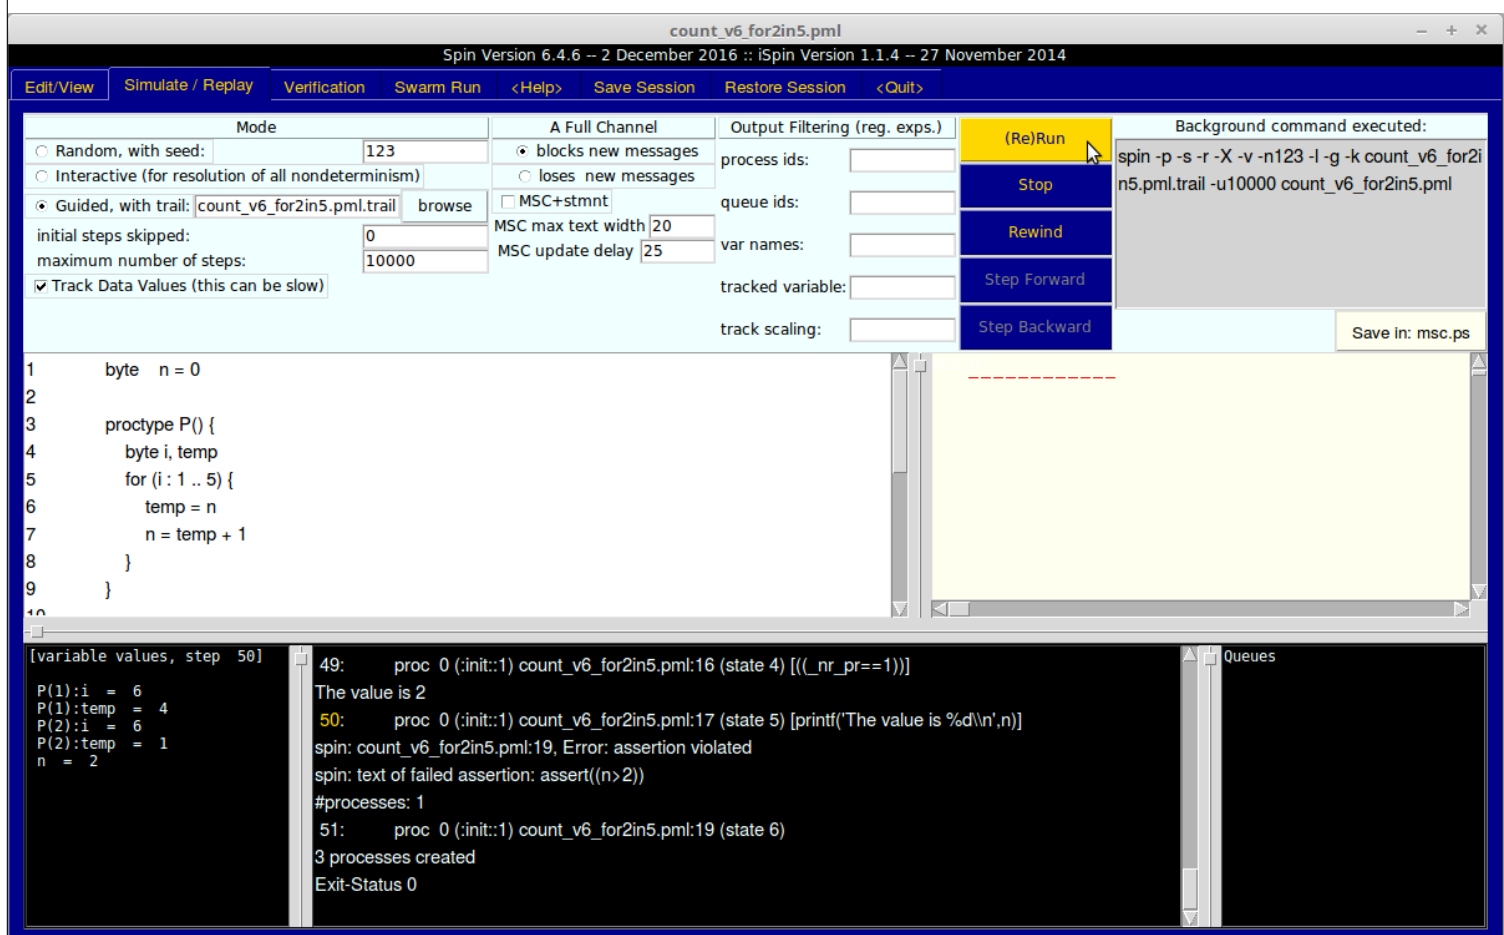 count_v6_for2in5.pml
Spin Version 6.4.6 -- 2 December 2016 :: iSpin Version 1.1.4 -- 27 November 2014
Edit/View Simulate / Replay Verification Swarm Run <Help> Save Session Restore Session <Quit>
Mode
Random, with seed: 123
Interactive (for resolution of all nondeterminism)
Guided, with trail: count_v6_for2in5.pml.trail browse
initial steps skipped: 0
maximum number of steps: 10000
Track Data Values (this can be slow)
A Full Channel
blocks new messages
loses new messages
MSC+stmnt
MSC max text width 20
MSC update delay 25
Output Filtering (reg. exps.)
process ids:
queue ids:
var names:
tracked variable:
track scaling:
(Re)Run
Stop
Rewind
Step Forward
Step Backward
Background command executed:
spin -p -s -r -X -v -n123 -l -g -k count_v6_for2i
n5.pml.trail -u10000 count_v6_for2in5.pml
Save in: msc.ps
1 byte n = 0
2
3 proctype P() {
4 byte i, temp
5 for (i : 1 .. 5) {
6 temp = n
7 n = temp + 1
8 }
9 }
10
[variable values, step 50]
P(1):i = 6
P(1):temp = 4
P(2):i = 6
P(2):temp = 1
n = 2
49: proc 0 (:init::1) count_v6_for2in5.pml:16 (state 4) [((_nr_pr==1))]
The value is 2
50: proc 0 (:init::1) count_v6_for2in5.pml:17 (state 5) [printf('The value is %d\\n',n)]
spin: count_v6_for2in5.pml:19, Error: assertion violated
spin: text of failed assertion: assert((n>2))
#processes: 1
51: proc 0 (:init::1) count_v6_for2in5.pml:19 (state 6)
3 processes created
Exit-Status 0
Queues